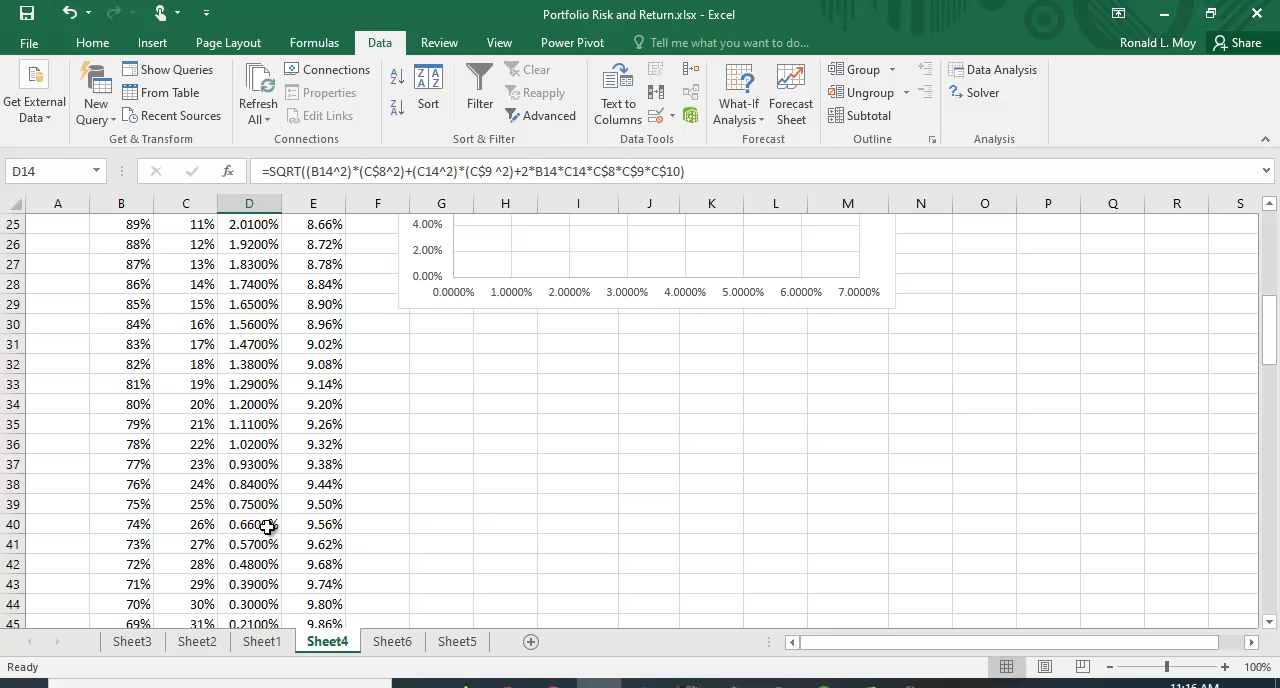 Portfolio Risk and Return.xlsx - Excel
File Home Insert Page Layout Formulas Data Review View Power Pivot Tell me what you want to do... Ronald L. Moy Share
Get External Data
New Query
Show Queries
From Table
Recent Sources
Get & Transform
Refresh All
Connections
Properties
Edit Links
Connections
Sort
Filter
Clear
Reapply
Advanced
Sort & Filter
Text to Columns
Data Tools
What-If Analysis
Forecast Sheet
Forecast
Group
Ungroup
Subtotal
Outline
Data Analysis
Solver
Analysis
D14 fx =SQRT((B14^2)*(C$8^2)+(C14^2)*(C$9 ^2)+2*B14*C14*C$8*C$9*C$10)
A B C D E F G H I J K L M N O P Q R S
25 89% 11% 2.0100% 8.66%
26 88% 12% 1.9200% 8.72%
27 87% 13% 1.8300% 8.78%
28 86% 14% 1.7400% 8.84%
29 85% 15% 1.6500% 8.90%
30 84% 16% 1.5600% 8.96%
31 83% 17% 1.4700% 9.02%
32 82% 18% 1.3800% 9.08%
33 81% 19% 1.2900% 9.14%
34 80% 20% 1.2000% 9.20%
35 79% 21% 1.1100% 9.26%
36 78% 22% 1.0200% 9.32%
37 77% 23% 0.9300% 9.38%
38 76% 24% 0.8400% 9.44%
39 75% 25% 0.7500% 9.50%
40 74% 26% 0.6600% 9.56%
41 73% 27% 0.5700% 9.62%
42 72% 28% 0.4800% 9.68%
43 71% 29% 0.3900% 9.74%
44 70% 30% 0.3000% 9.80%
45 69% 31% 0.2100% 9.86%
4.00%
2.00%
0.00%
0.0000% 1.0000% 2.0000% 3.0000% 4.0000% 5.0000% 6.0000% 7.0000%
Sheet3 Sheet2 Sheet1 Sheet4 Sheet6 Sheet5
Ready 100%
11:16 AM